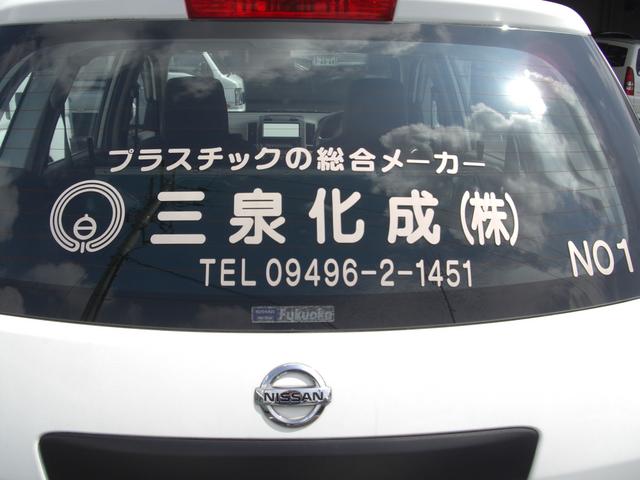 プラスチックの総合メーカー
三泉化成(株)
TEL 09496-2-1451
NO1
Fukuoka
NISSAN